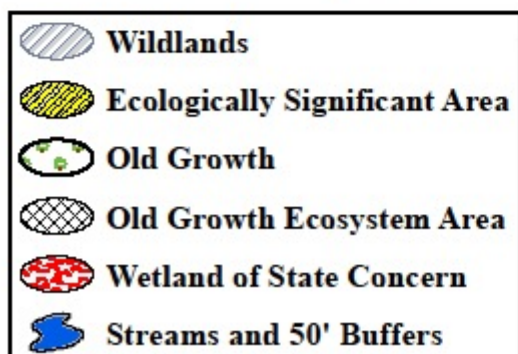 Wildlands
Ecologically Significant Area
Old Growth
Old Growth Ecosystem Area
Wetland of State Concern
Streams and 50' Buffers